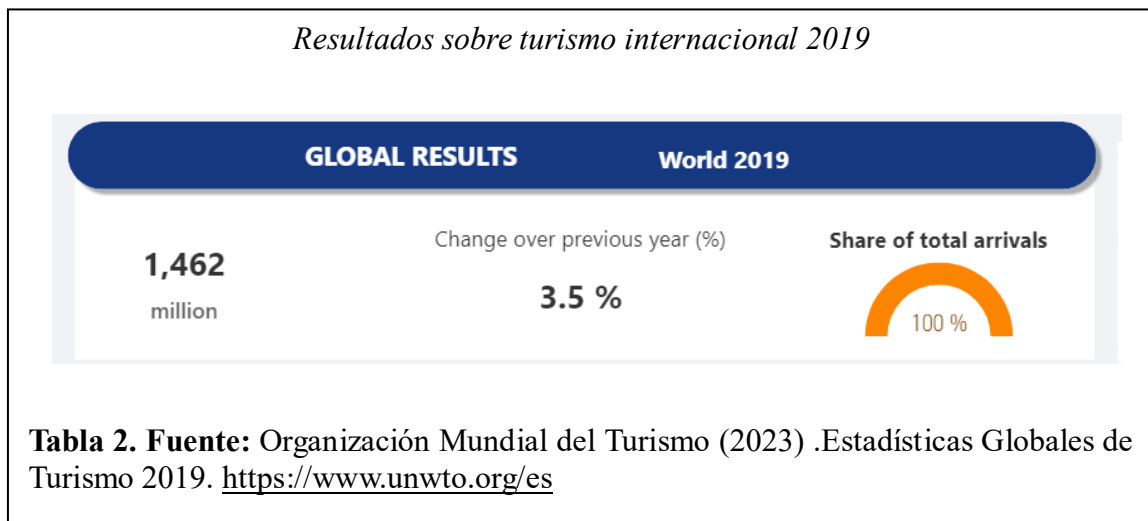 Resultados sobre turismo internacional 2019
GLOBAL RESULTS World 2019
1,462
million
Change over previous year (%)
3.5 %
Share of total arrivals
100 %
Tabla 2. Fuente: Organización Mundial del Turismo (2023) .Estadísticas Globales de
Turismo 2019. https://www.unwto.org/es